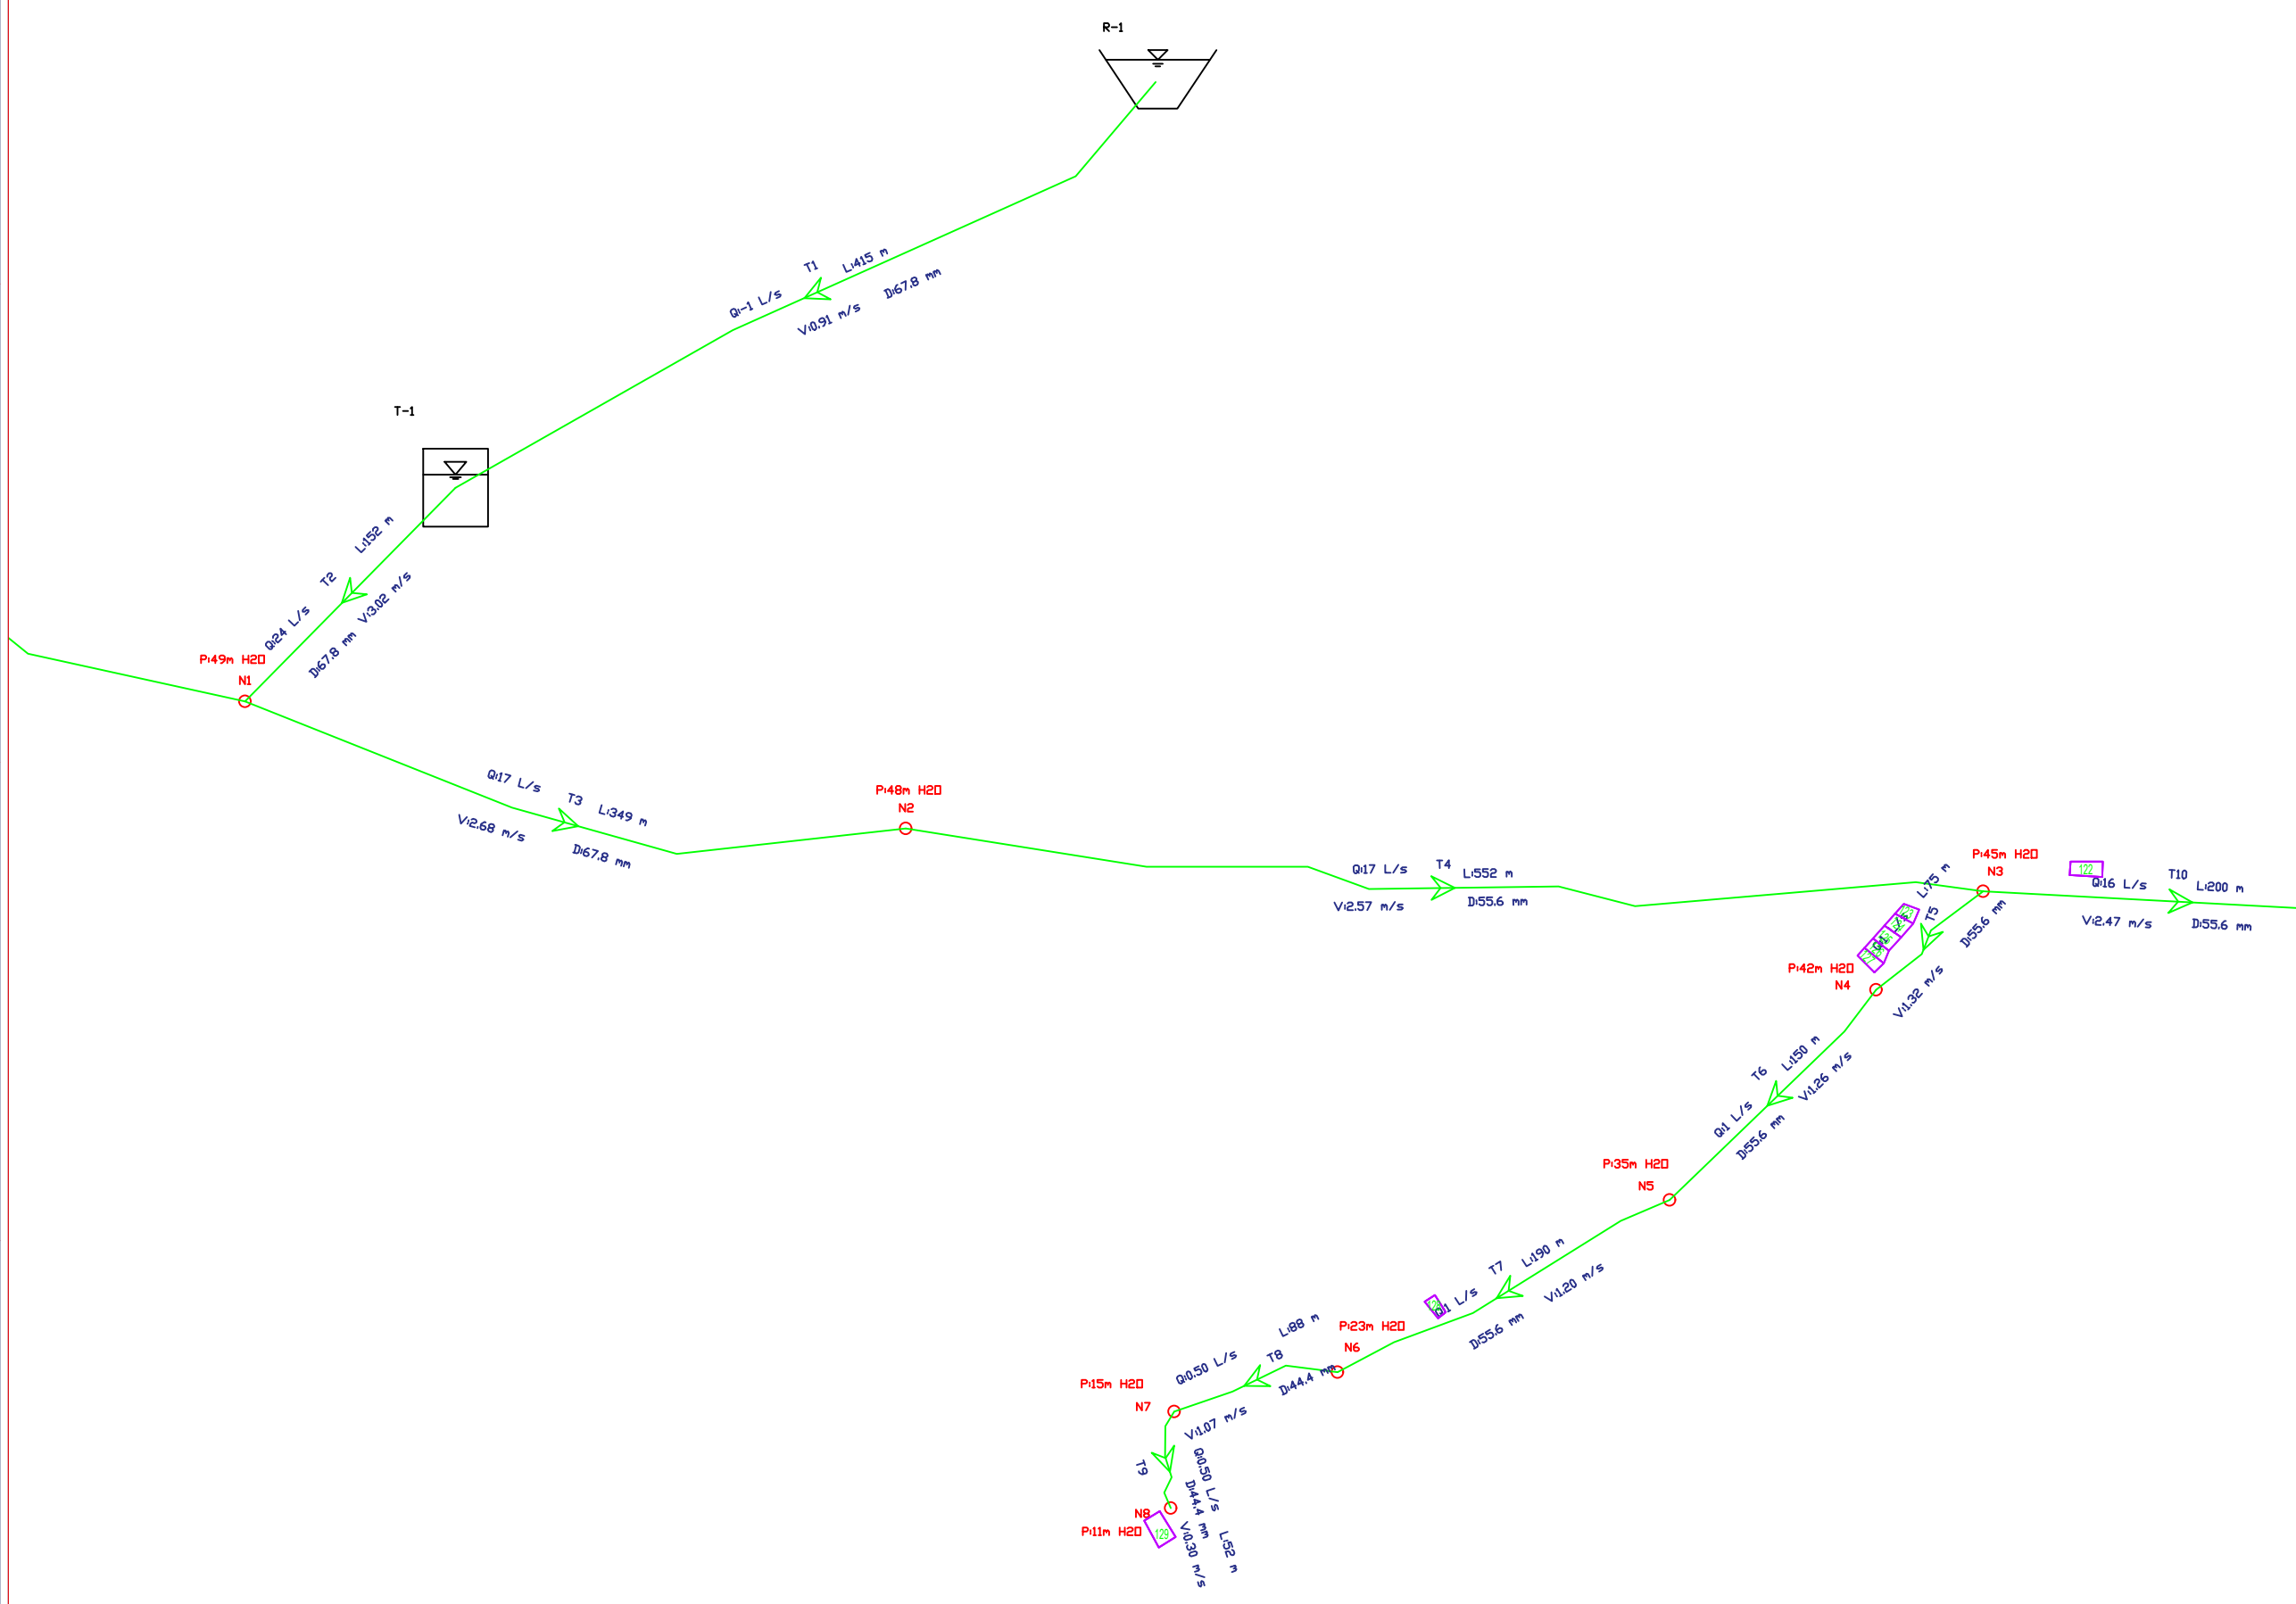 R-1
T1
L:415 m
Q:-1 L/s
V:0.91 m/s
D:67.8 mm
T-1
L:152 m
T2
Q:24 L/s
V:3.02 m/s
D:67.8 mm
P:49m H2O
N1
Q:17 L/s
T3
L:349 m
V:2.68 m/s
D:67.8 mm
P:48m H2O
N2
Q:17 L/s
T4
L:552 m
V:2.57 m/s
D:55.6 mm
P:45m H2O
N3
122
Q:16 L/s
T10
L:200 m
V:2.47 m/s
D:55.6 mm
L:75 m
T5
Q:1 L/s
D:55.6 mm
V:1.32 m/s
P:42m H2O
N4
L:150 m
T6
V:1.26 m/s
Q:1 L/s
D:55.6 mm
P:35m H2O
N5
L:190 m
T7
V:1.20 m/s
Q:1 L/s
D:55.6 mm
P:23m H2O
N6
L:88 m
T8
Q:0.50 L/s
D:44.4 mm
V:1.07 m/s
P:15m H2O
N7
T9
Q:0.50 L/s
D:44.4 mm
L:52 m
V:0.30 m/s
N8
P:11m H2O
129